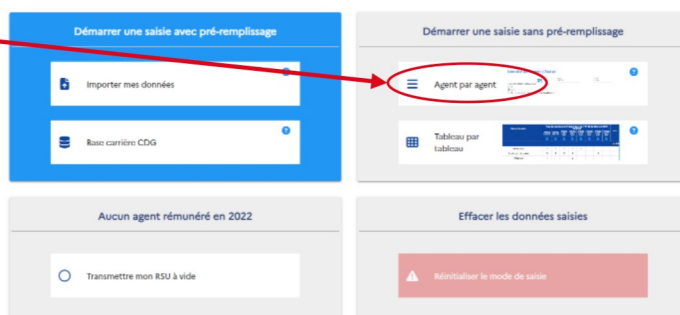 Démarrer une saisie avec pré-remplissage
Importer mes données
?
Base carrière CDG
?
Démarrer une saisie sans pré-remplissage
Agent par agent
?
Tableau par
tableau
?
Aucun agent rémunéré en 2022
Transmettre mon RSU à vide
Effacer les données saisies
Réinitialiser le mode de saisie